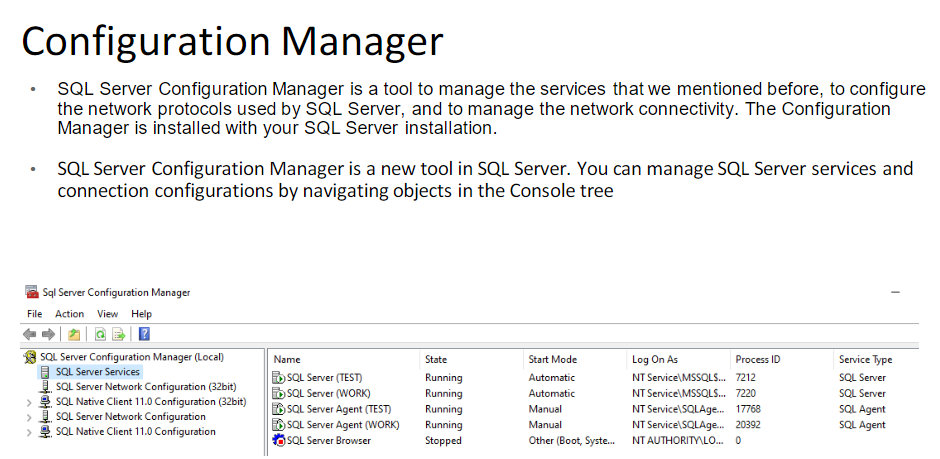 Configuration Manager
• SQL Server Configuration Manager is a tool to manage the services that we mentioned before, to configure
the network protocols used by SQL Server, and to manage the network connectivity. The Configuration
Manager is installed with your SQL Server installation.
• SQL Server Configuration Manager is a new tool in SQL Server. You can manage SQL Server services and
connection configurations by navigating objects in the Console tree
Sql Server Configuration Manager
File Action View Help
SQL Server Configuration Manager (Local)
SQL Server Services
SQL Server Network Configuration (32bit)
SQL Native Client 11.0 Configuration (32bit)
SQL Server Network Configuration
SQL Native Client 11.0 Configuration
Name State Start Mode Log On As Process ID Service Type
SQL Server (TEST) Running Automatic NT Service\MSSQL$... 7212 SQL Server
SQL Server (WORK) Running Automatic NT Service\MSSQL$... 7220 SQL Server
SQL Server Agent (TEST) Running Manual NT Service\SQLAge... 17768 SQL Agent
SQL Server Agent (WORK) Running Manual NT Service\SQLAge... 20392 SQL Agent
SQL Server Browser Stopped Other (Boot, Syste... NT AUTHORITY\LO... 0